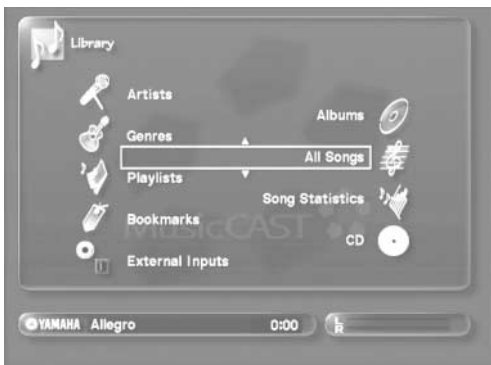 Library
Artists
Albums
Genres
All Songs
Playlists
Song Statistics
Bookmarks
MusicCAST
CD
External Inputs
YAMAHA Allegro 0:00 L
R